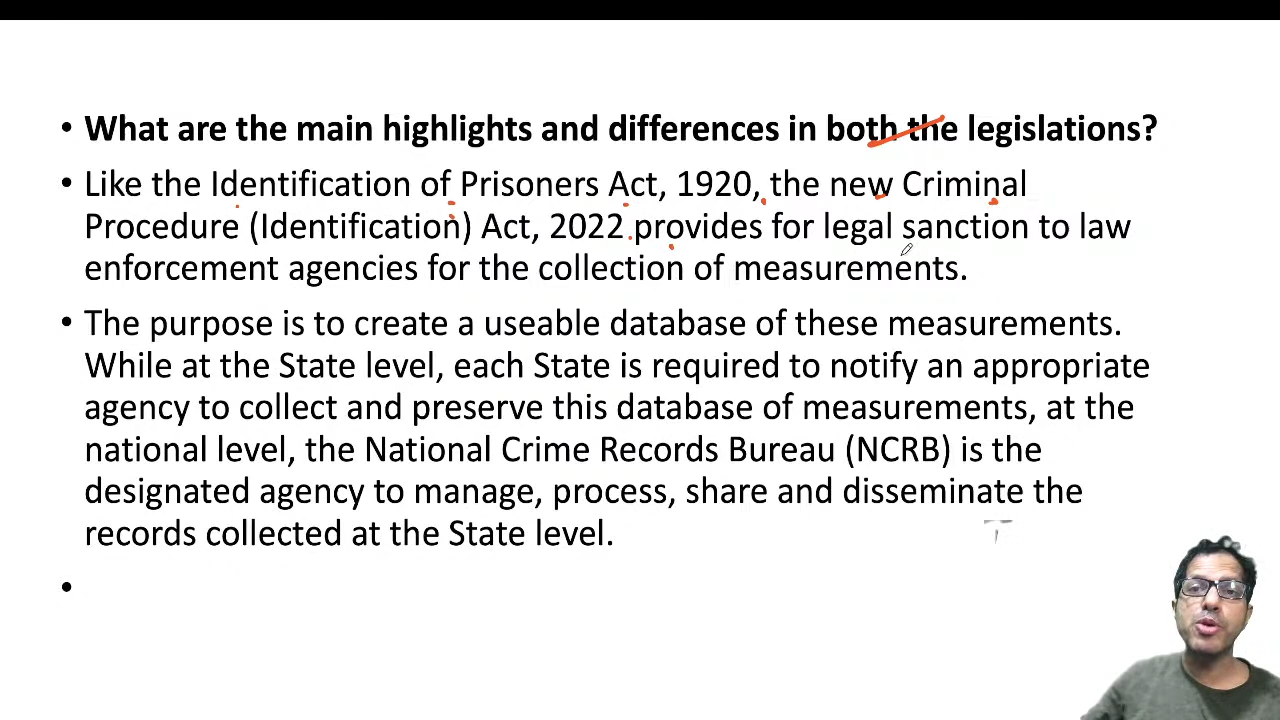 • What are the main highlights and differences in both the legislations?
• Like the Identification of Prisoners Act, 1920, the new Criminal
Procedure (Identification) Act, 2022 provides for legal sanction to law
enforcement agencies for the collection of measurements.
• The purpose is to create a useable database of these measurements.
While at the State level, each State is required to notify an appropriate
agency to collect and preserve this database of measurements, at the
national level, the National Crime Records Bureau (NCRB) is the
designated agency to manage, process, share and disseminate the
records collected at the State level.
•